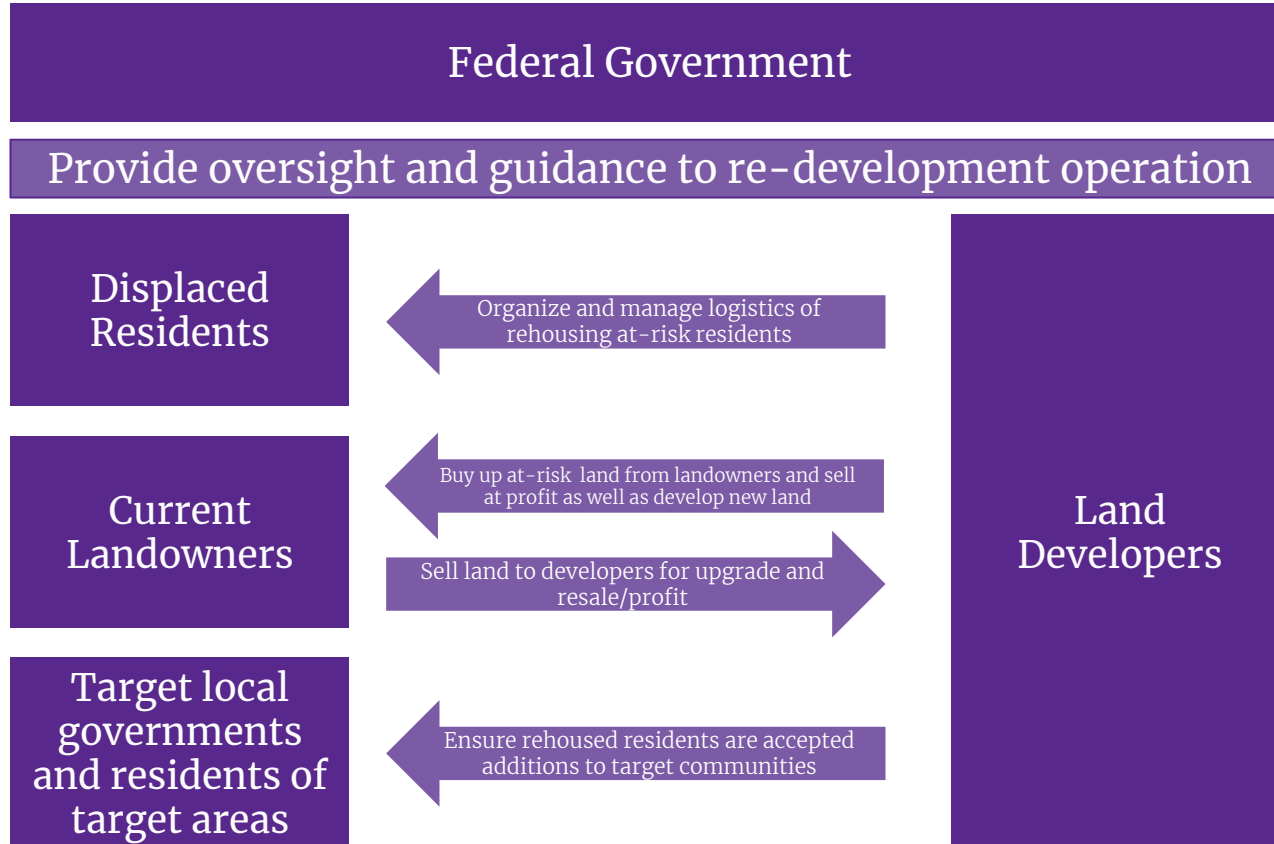 Federal Government
Provide oversight and guidance to re-development operation
Displaced
Residents
Organize and manage logistics of
rehousing at-risk residents
Current
Landowners
Buy up at-risk  land from landowners and sell
at profit as well as develop new land
Sell land to developers for upgrade and
resale/profit
Land
Developers
Target local
governments
and residents of
target areas
Ensure rehoused residents are accepted
additions to target communities